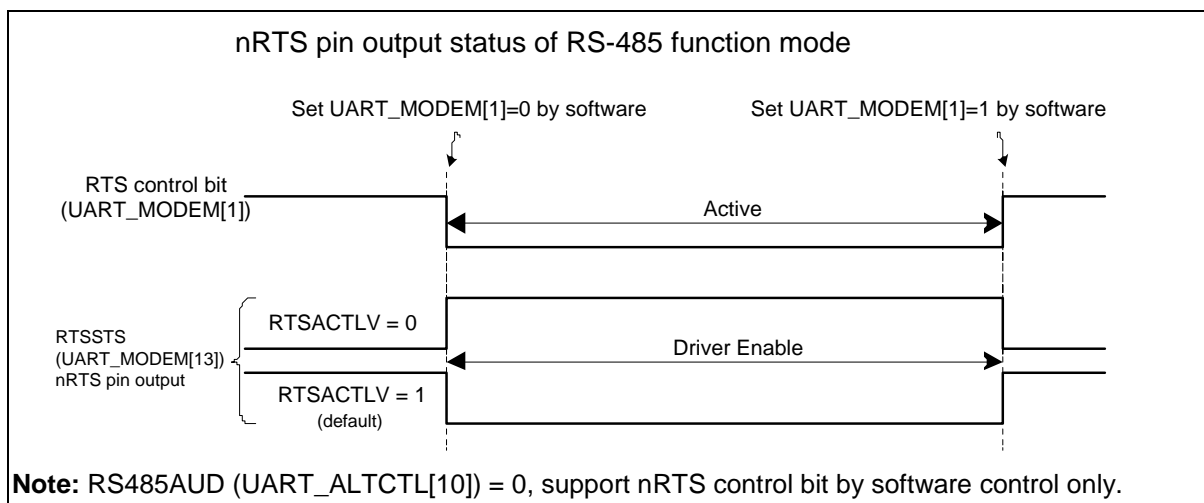 nRTS pin output status of RS-485 function mode
Set UART_MODEM[1]=0 by software
Set UART_MODEM[1]=1 by software
RTS control bit
(UART_MODEM[1])
Active
RTSACTLV = 0
RTSSTS
(UART_MODEM[13])
nRTS pin output
Driver Enable
RTSACTLV = 1
(default)
Note: RS485AUD (UART_ALTCTL[10]) = 0, support nRTS control bit by software control only.